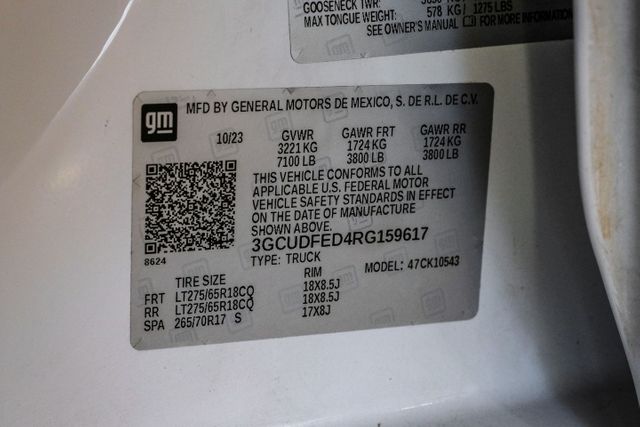 GOOSENECK TWR:
MAX TONGUE WEIGHT: 578 KG / 1275 LBS
SEE OWNER'S MANUAL FOR MORE INFORMATION
MFD BY GENERAL MOTORS DE MEXICO, S. DE R.L. DE C.V.
gm
10/23 GVWR GAWR FRT GAWR RR
3221 KG 1724 KG 1724 KG
7100 LB 3800 LB 3800 LB
THIS VEHICLE CONFORMS TO ALL
APPLICABLE U.S. FEDERAL MOTOR
VEHICLE SAFETY STANDARDS IN EFFECT
ON THE DATE OF MANUFACTURE
SHOWN ABOVE.
3GCUDFED4RG159617
8624
TYPE: TRUCK MODEL: 47CK10543
TIRE SIZE RIM
FRT LT275/65R18CQ 18X8.5J
RR LT275/65R18CQ 18X8.5J
SPA 265/70R17 S 17X8J